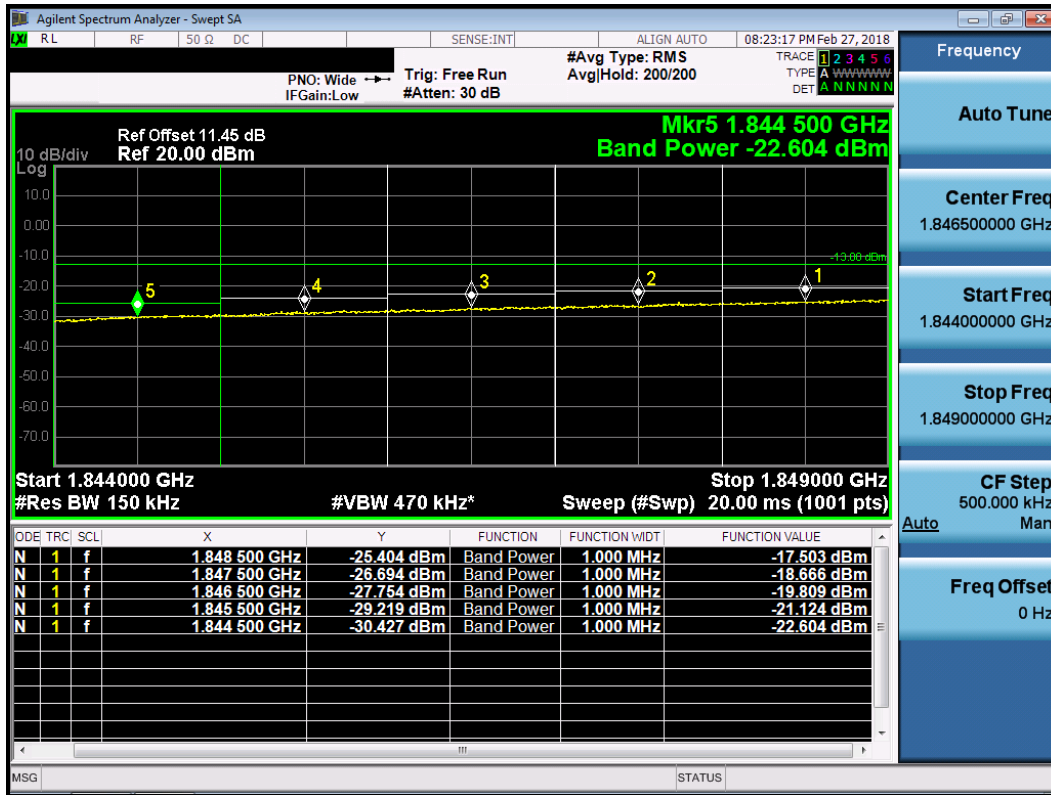 Agilent Spectrum Analyzer - Swept SA
LXI RL RF 50 Ω DC SENSE:INT ALIGN AUTO 08:23:17 PM Feb 27, 2018
PNO: Wide
IFGain:Low
Trig: Free Run
#Atten: 30 dB
#Avg Type: RMS
Avg|Hold: 200/200
TRACE 1 2 3 4 5 6
TYPE A WWWWW
DET A N N N N N
Mkr5 1.844 500 GHz
Band Power -22.604 dBm
Ref Offset 11.45 dB
10 dB/div Ref 20.00 dBm
Log
10.0
0.00
-10.0
-13.00 dBm
-20.0
-30.0
-40.0
-50.0
-60.0
-70.0
5 4 3 2 1
Start 1.844000 GHz Stop 1.849000 GHz
#Res BW 150 kHz #VBW 470 kHz* Sweep (#Swp) 20.00 ms (1001 pts)
ODE TRC SCL X Y FUNCTION FUNCTION WIDT FUNCTION VALUE
N 1 f 1.848 500 GHz -25.404 dBm Band Power 1.000 MHz -17.503 dBm
N 1 f 1.847 500 GHz -26.694 dBm Band Power 1.000 MHz -18.666 dBm
N 1 f 1.846 500 GHz -27.754 dBm Band Power 1.000 MHz -19.809 dBm
N 1 f 1.845 500 GHz -29.219 dBm Band Power 1.000 MHz -21.124 dBm
N 1 f 1.844 500 GHz -30.427 dBm Band Power 1.000 MHz -22.604 dBm
MSG STATUS
Frequency
Auto Tune
Center Freq
1.846500000 GHz
Start Freq
1.844000000 GHz
Stop Freq
1.849000000 GHz
CF Step
500.000 kHz
Auto Man
Freq Offset
0 Hz